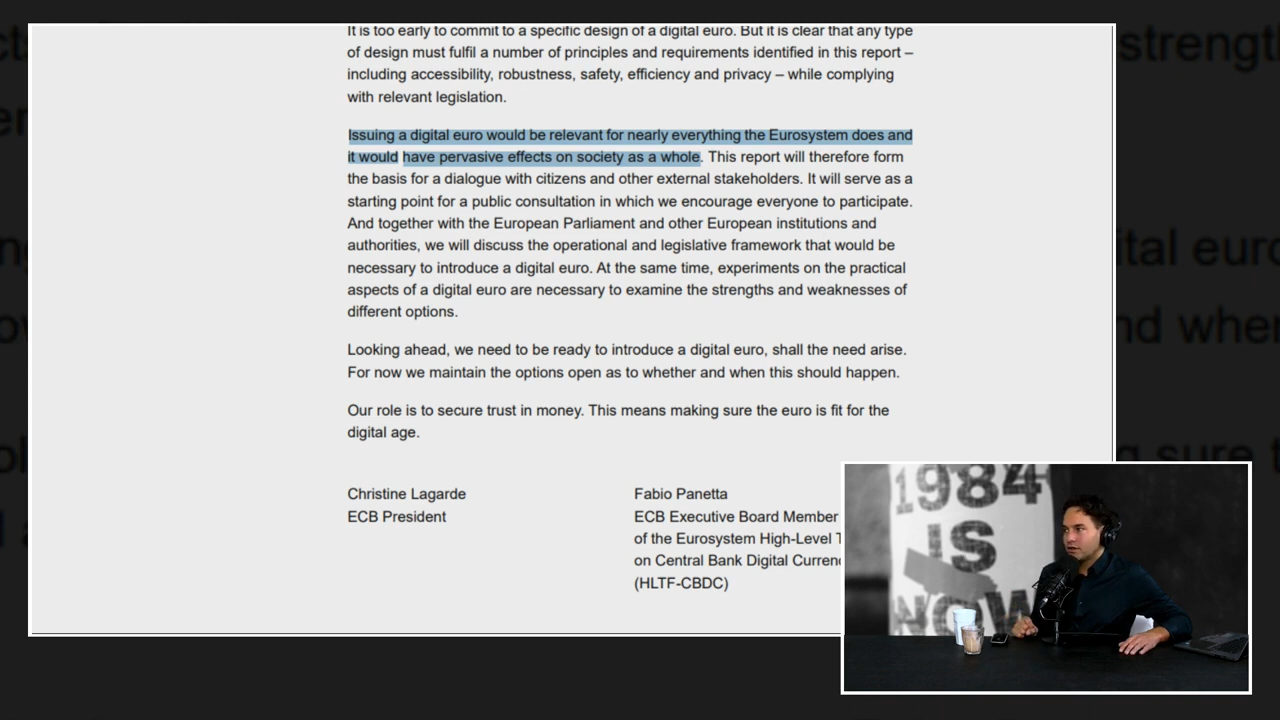 It is too early to commit to a specific design of a digital euro. But it is clear that any type
of design must fulfil a number of principles and requirements identified in this report –
including accessibility, robustness, safety, efficiency and privacy – while complying
with relevant legislation.
Issuing a digital euro would be relevant for nearly everything the Eurosystem does and
it would have pervasive effects on society as a whole. This report will therefore form
the basis for a dialogue with citizens and other external stakeholders. It will serve as a
starting point for a public consultation in which we encourage everyone to participate.
And together with the European Parliament and other European institutions and
authorities, we will discuss the operational and legislative framework that would be
necessary to introduce a digital euro. At the same time, experiments on the practical
aspects of a digital euro are necessary to examine the strengths and weaknesses of
different options.
Looking ahead, we need to be ready to introduce a digital euro, shall the need arise.
For now we maintain the options open as to whether and when this should happen.
Our role is to secure trust in money. This means making sure the euro is fit for the
digital age.
Christine Lagarde
ECB President
Fabio Panetta
ECB Executive Board Member
of the Eurosystem High-Level T
on Central Bank Digital Curren
(HLTF-CBDC)
1984
IS
NOW